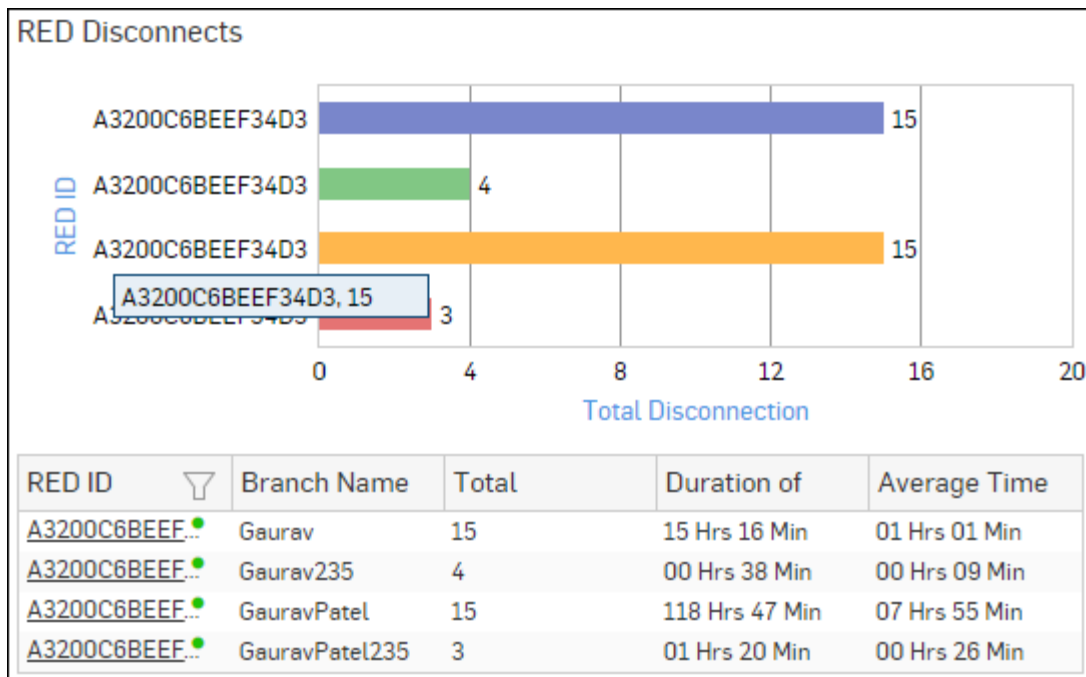 RED Disconnects
A3200C6BEEF34D3 15
A3200C6BEEF34D3 4
RED ID
A3200C6BEEF34D3 15
A3200C6BEEF34D3, 15
A3200C6BEEF34D3 3
0 4 8 12 16 20
Total Disconnection
RED ID Branch Name Total Duration of Average Time
A3200C6BEEF... Gaurav 15 15 Hrs 16 Min 01 Hrs 01 Min
A3200C6BEEF... Gaurav235 4 00 Hrs 38 Min 00 Hrs 09 Min
A3200C6BEEF... GauravPatel 15 118 Hrs 47 Min 07 Hrs 55 Min
A3200C6BEEF... GauravPatel235 3 01 Hrs 20 Min 00 Hrs 26 Min